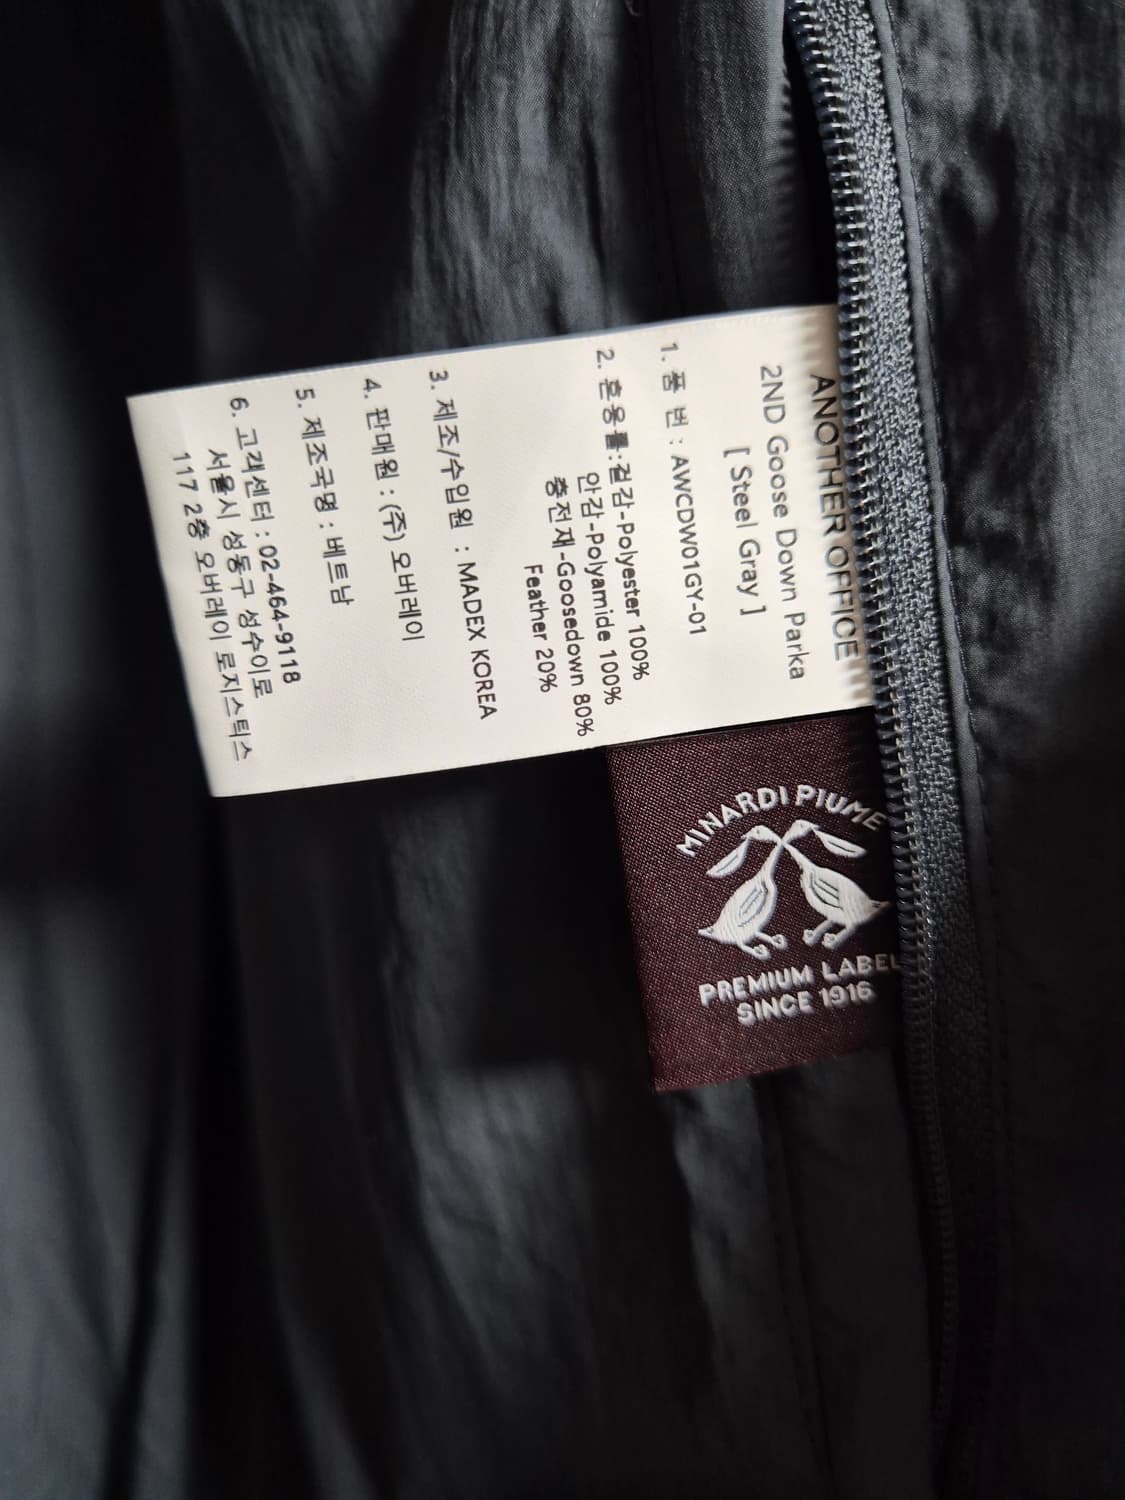 ANOTHER OFFICE
2ND Goose Down Parka
[ Steel Gray ]
1. 품 번 : AWCDW01GY-01
2. 혼용률:겉감-Polyester 100%
안감-Polyamide 100%
충전재-Goosedown 80%
Feather 20%
3. 제조/수입원 : MADEX KOREA
4. 판매원 : (주) 오버레이
5. 제조국명 : 베트남
6. 고객센터 : 02-464-9118
서울시 성동구 성수이로
117 2층 오버레이 로지스틱스
MINARDI PIUME
PREMIUM LABEL
SINCE 1916